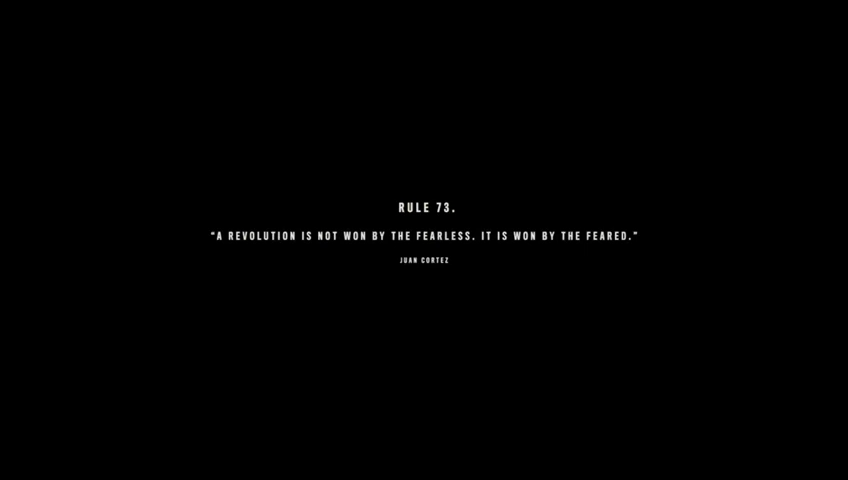 RULE 73.
“A REVOLUTION IS NOT WON BY THE FEARLESS. IT IS WON BY THE FEARED.”
JUAN CORTEZ